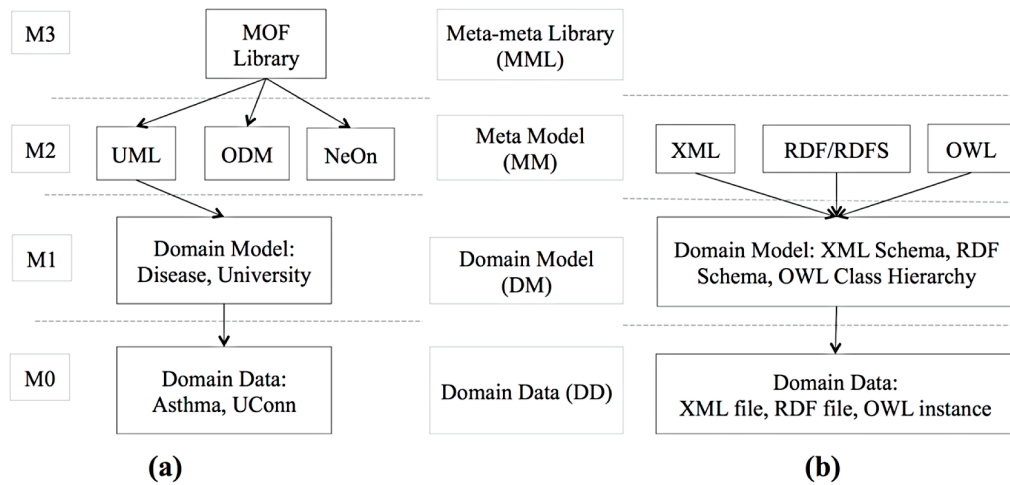 M3
MOF
Library
Meta-meta Library
(MML)
M2
UML
ODM
NeOn
Meta Model
(MM)
XML
RDF/RDFS
OWL
M1
Domain Model:
Disease, University
Domain Model
(DM)
Domain Model: XML Schema, RDF
Schema, OWL Class Hierarchy
M0
Domain Data:
Asthma, UConn
Domain Data (DD)
Domain Data:
XML file, RDF file, OWL instance
(a)
(b)